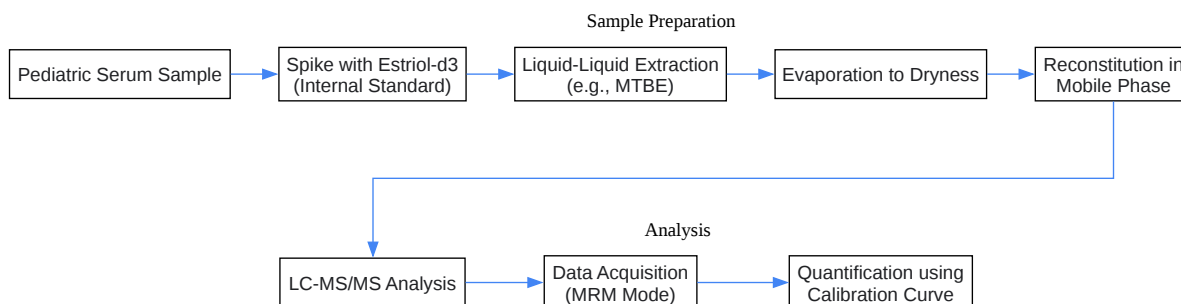 Sample Preparation
Pediatric Serum Sample
Spike with Estriol-d3
(Internal Standard)
Liquid-Liquid Extraction
(e.g., MTBE)
Evaporation to Dryness
Reconstitution in
Mobile Phase
Analysis
LC-MS/MS Analysis
Data Acquisition
(MRM Mode)
Quantification using
Calibration Curve